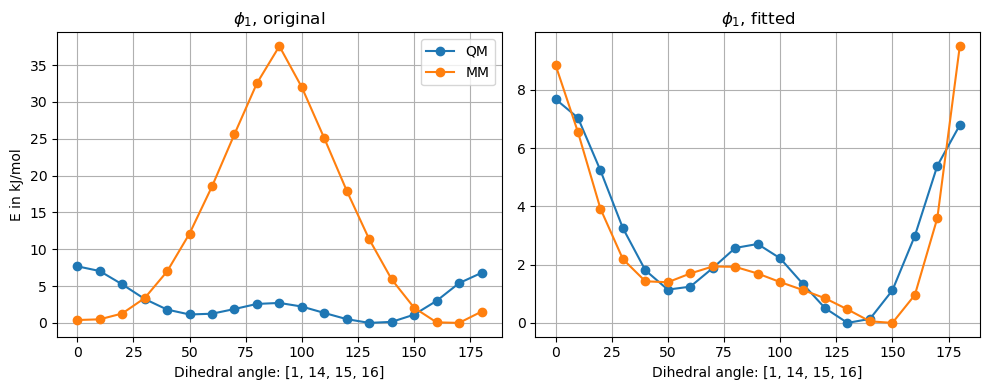 ϕ₁, original
ϕ₁, fitted
E in kJ/mol
QM
MM
35
30
25
20
15
10
5
0
0 25 50 75 100 125 150 175
Dihedral angle: [1, 14, 15, 16]
8
6
4
2
0
0 25 50 75 100 125 150 175
Dihedral angle: [1, 14, 15, 16]